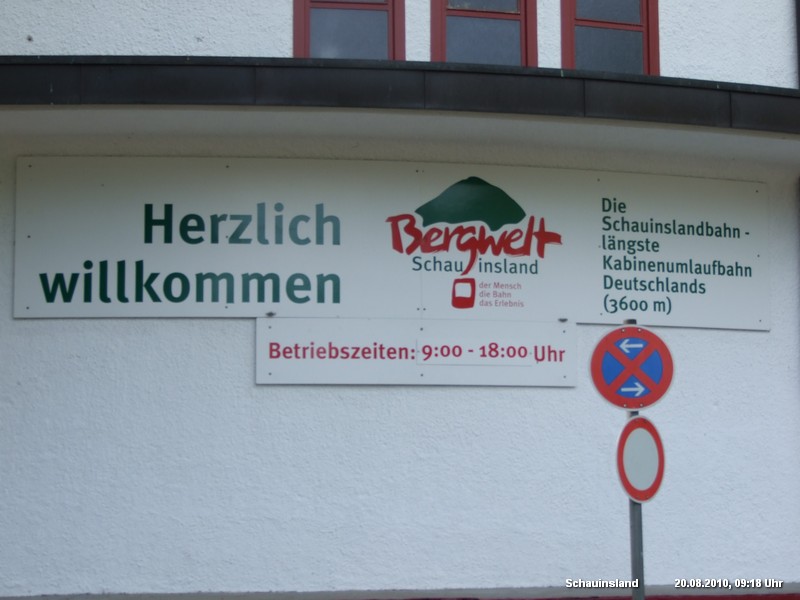 Herzlich
willkommen
Bergwelt
Schauinsland
der Mensch
die Bahn
das Erlebnis
Die
Schauinslandbahn -
längste
Kabinenumlaufbahn
Deutschlands
(3600 m)
Betriebszeiten: 9:00 - 18:00 Uhr
Schauinsland 20.08.2010, 09:18 Uhr